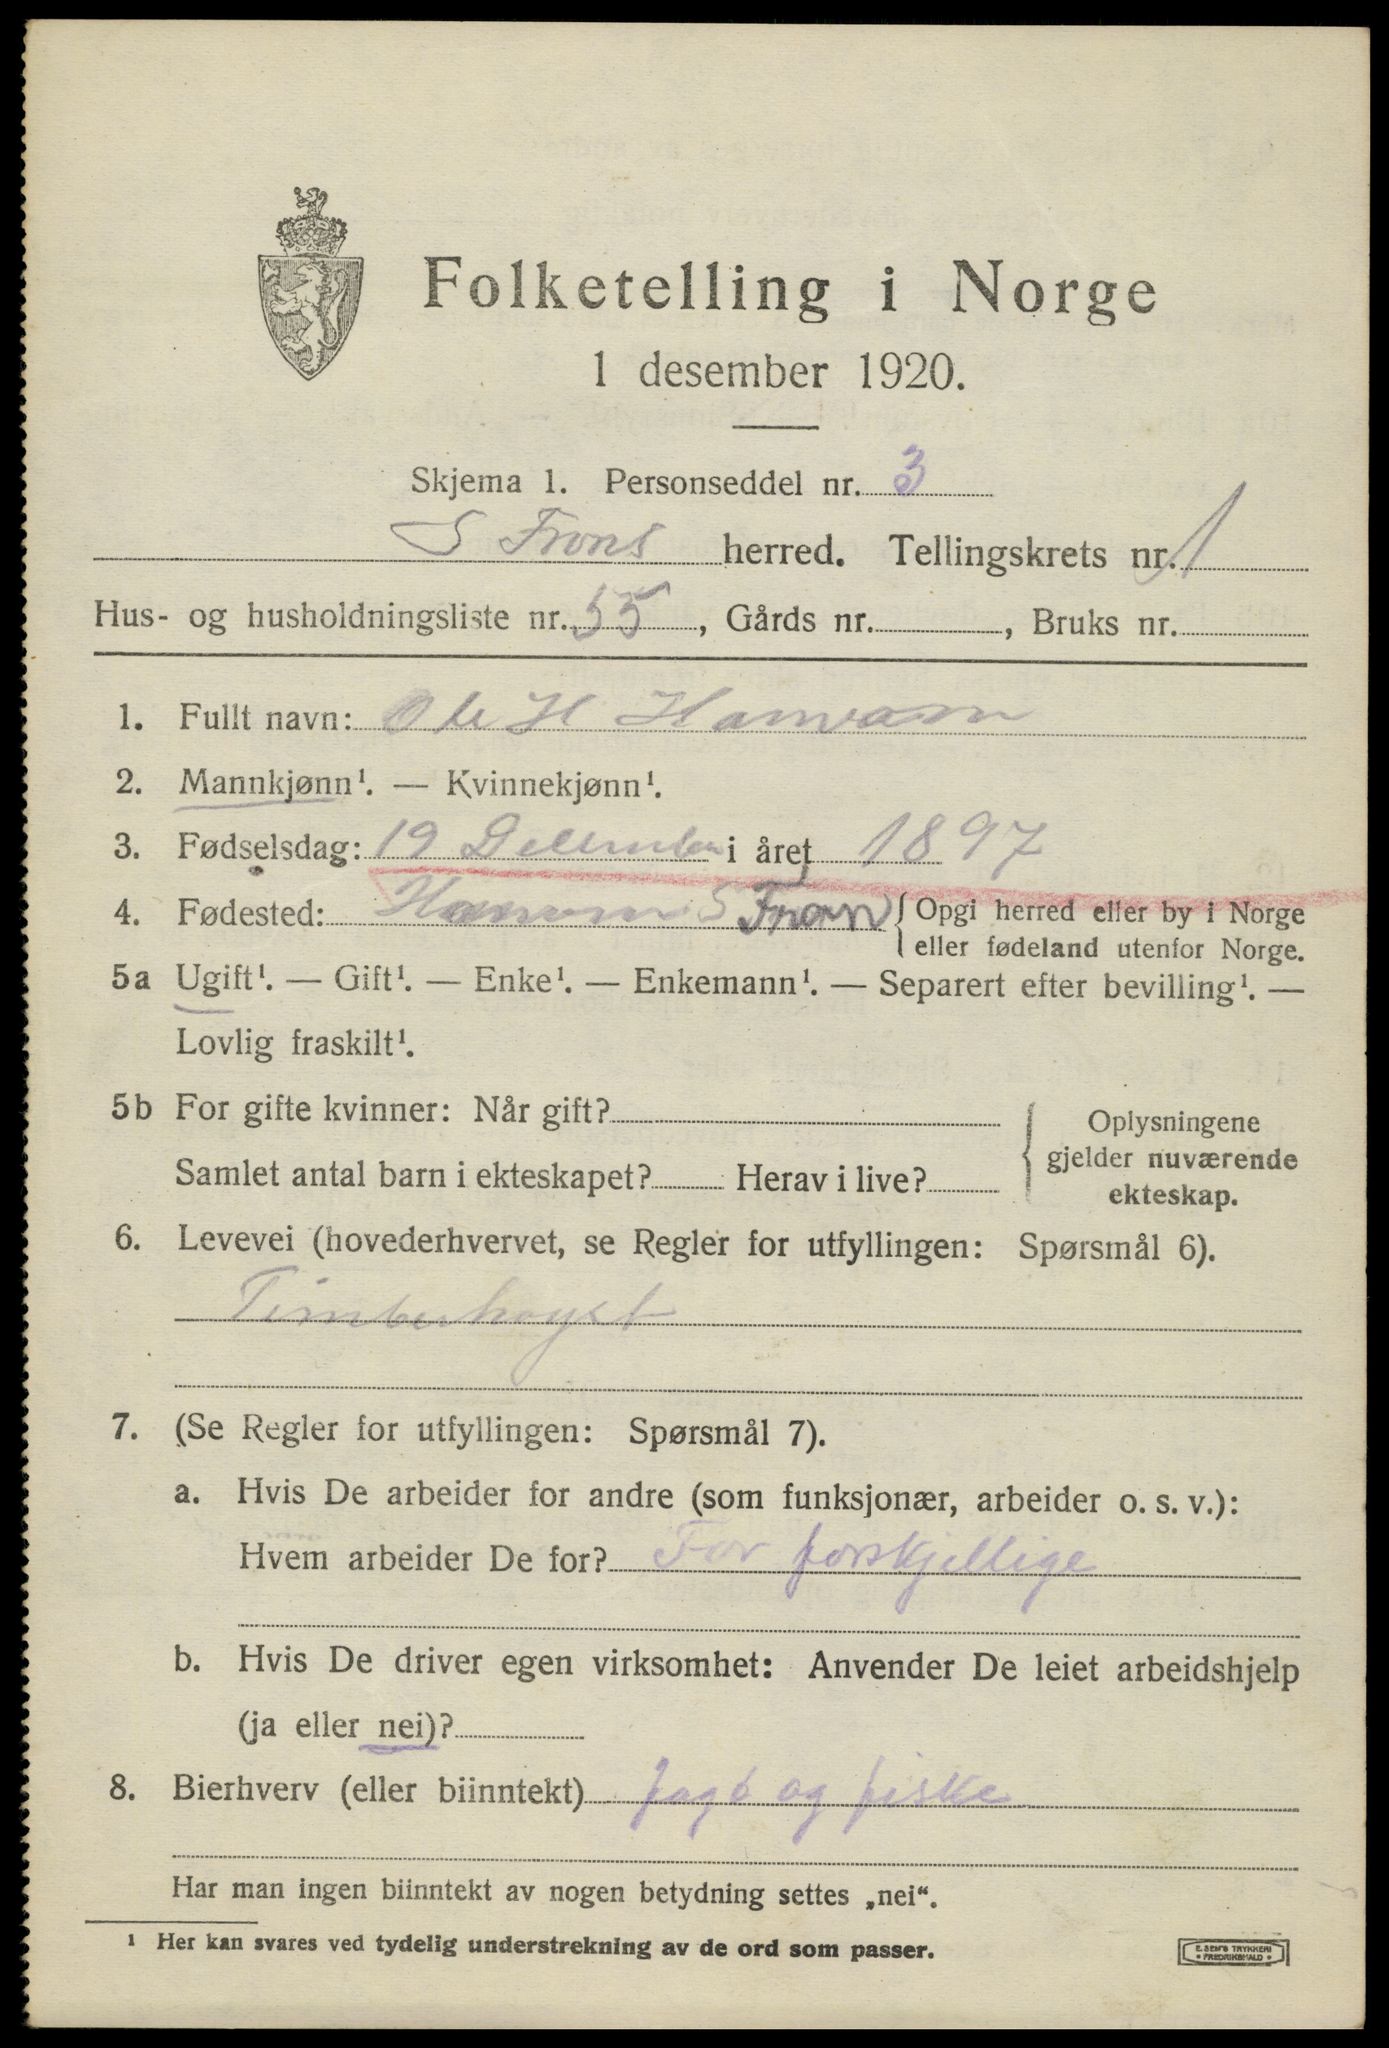 Folketelling i Norge
1 desember 1920.
Skjema 1. Personseddel nr. 3
S Frons herred. Tellingskrets nr. 1
Hus- og husholdningsliste nr. 55, Gårds nr. , Bruks nr.
1. Fullt navn: Ole H
2. Mannkjønn¹. — Kvinnekjønn¹.
3. Fødselsdag: 19 December i året 1897
4. Fødested: S Fron { Opgi herred eller by i Norge
eller fødeland utenfor Norge.
5a Ugift¹. — Gift¹. — Enke¹. — Enkemann¹. — Separert efter bevilling¹. —
Lovlig fraskilt¹.
5b For gifte kvinner: Når gift?
Samlet antal barn i ekteskapet? Herav i live?
{ Oplysningene
gjelder nuværende
ekteskap.
6. Levevei (hovederhvervet, se Regler for utfyllingen: Spørsmål 6).
Timberhogst
7. (Se Regler for utfyllingen: Spørsmål 7).
a. Hvis De arbeider for andre (som funksjonær, arbeider o. s. v.):
Hvem arbeider De for? For forskjellige
b. Hvis De driver egen virksomhet: Anvender De leiet arbeidshjelp
(ja eller nei)?
8. Bierhverv (eller biinntekt) jagt og fiske
Har man ingen biinntekt av nogen betydning settes „nei“.
¹ Her kan svares ved tydelig understrekning av de ord som passer.
E. SEM'S TRYKKERI
• FREDRIKSHALD •